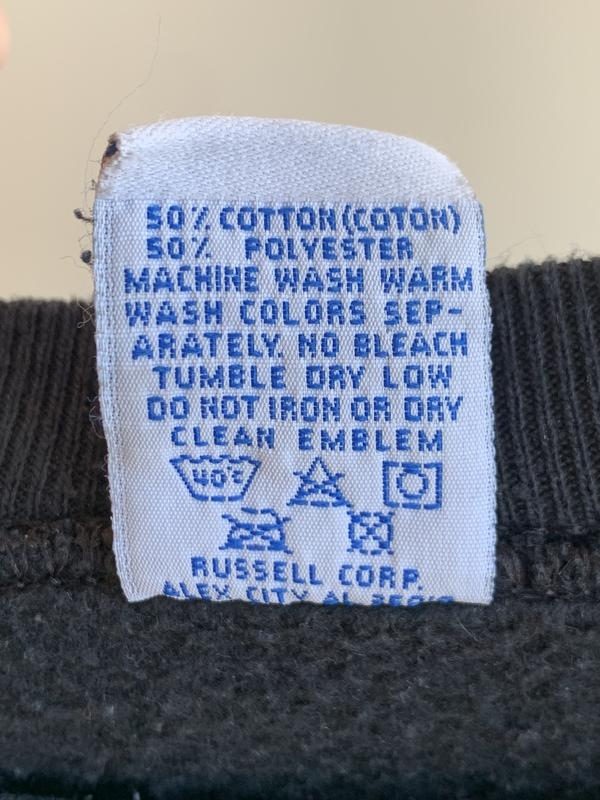 50% COTTON (COTON)
50% POLYESTER
MACHINE WASH WARM
WASH COLORS SEP-
ARATELY. NO BLEACH
TUMBLE DRY LOW
DO NOT IRON OR DRY
CLEAN EMBLEM
40°C
RUSSELL CORP.
ALEX CITY AL